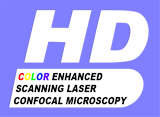 HD
COLOR ENHANCED
SCANNING LASER
CONFOCAL MICROSCOPY